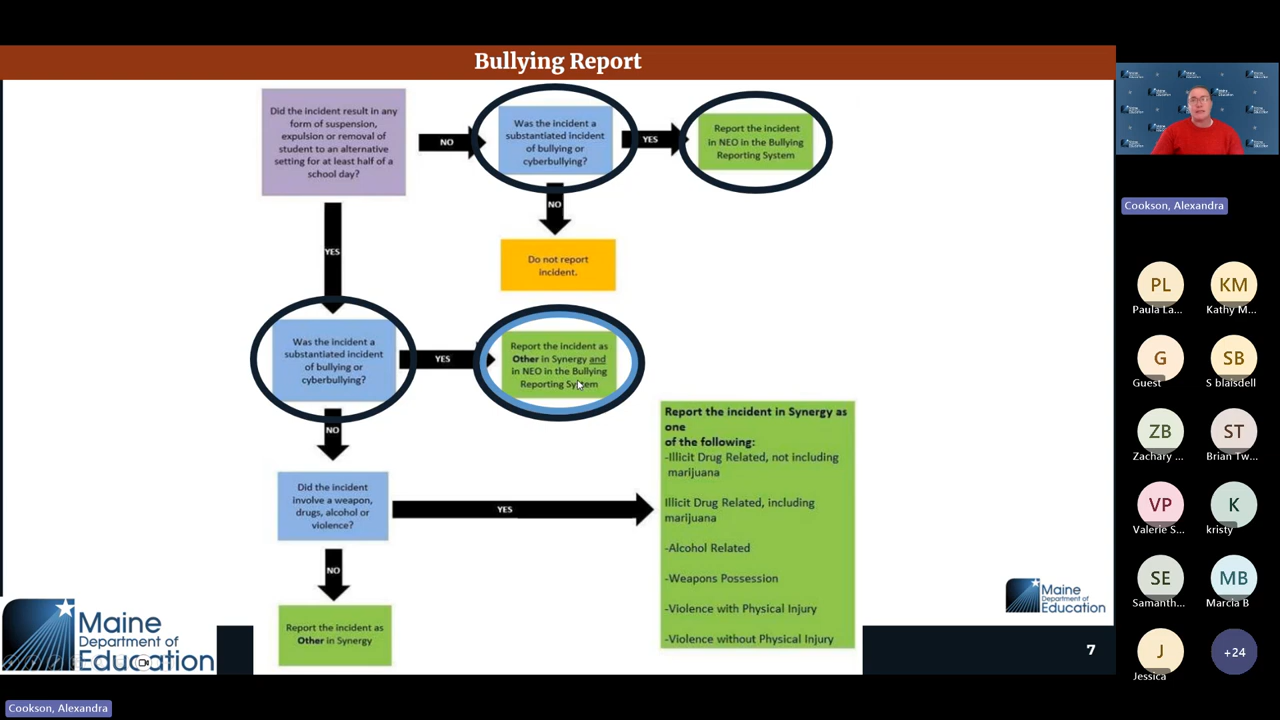 Bullying Report
Did the incident result in any
form of suspension,
expulsion or removal of
student to an alternative
setting for at least half of a
school day?
NO
Was the incident a
substantiated incident
of bullying or
cyberbullying?
YES
Report the incident
in NEO in the Bullying
Reporting System
NO
Do not report
incident.
YES
Was the incident a
substantiated incident
of bullying or
cyberbullying?
YES
Report the incident as
Other in Synergy and
in NEO in the Bullying
Reporting System
NO
Did the incident
involve a weapon,
drugs, alcohol or
violence?
YES
Report the incident in Synergy as
one
of the following:
-Illicit Drug Related, not including
marijuana
Illicit Drug Related, including
marijuana
-Alcohol Related
-Weapons Possession
-Violence with Physical Injury
-Violence without Physical Injury
NO
Report the incident as
Other in Synergy
Maine
Department of
Education
Maine
Department of
Education
7
Cookson, Alexandra
PL
Paula La...
KM
Kathy M...
G
Guest
SB
S blaisdell
ZB
Zachary ...
ST
Brian Tw...
VP
Valerie S...
K
kristy
SE
Samanth...
MB
Marcia B
J
Jessica
+24
Cookson, Alexandra